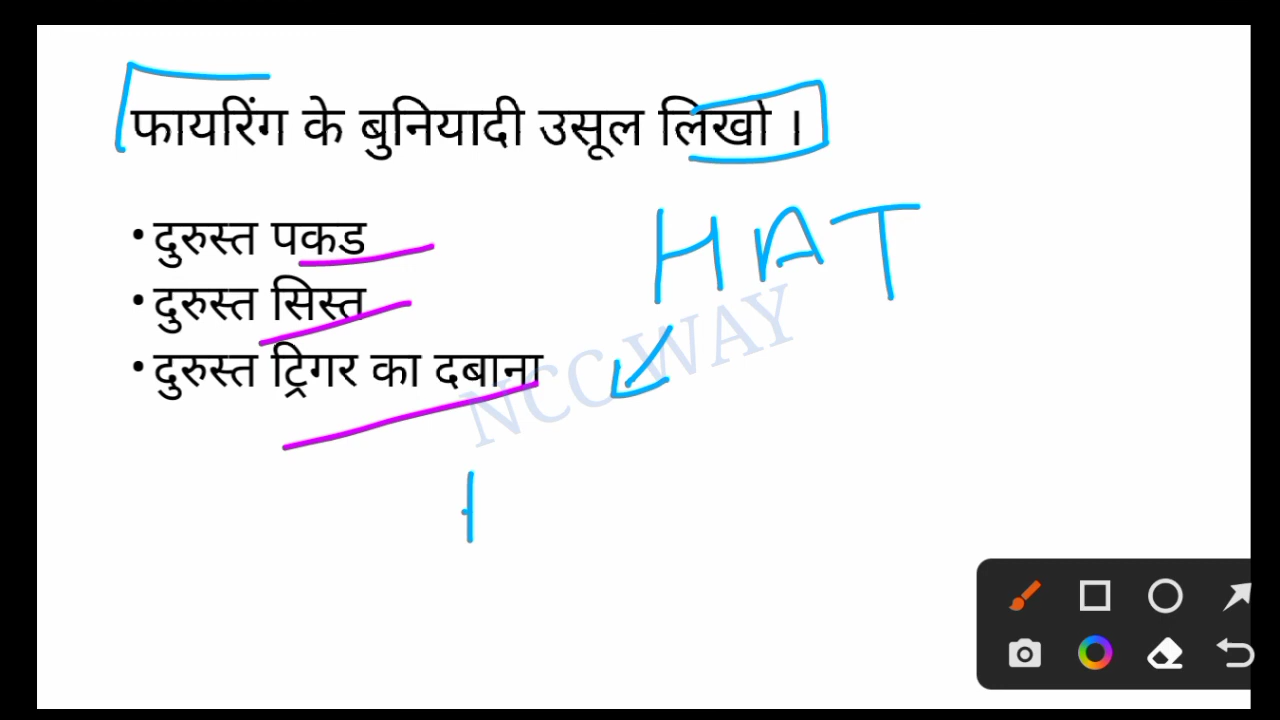 फायरिंग के बुनियादी उसूल लिखो ।
• दुरुस्त पकड
HAT
• दुरुस्त सिस्त
• दुरुस्त ट्रिगर का दबाना
NCC WAY